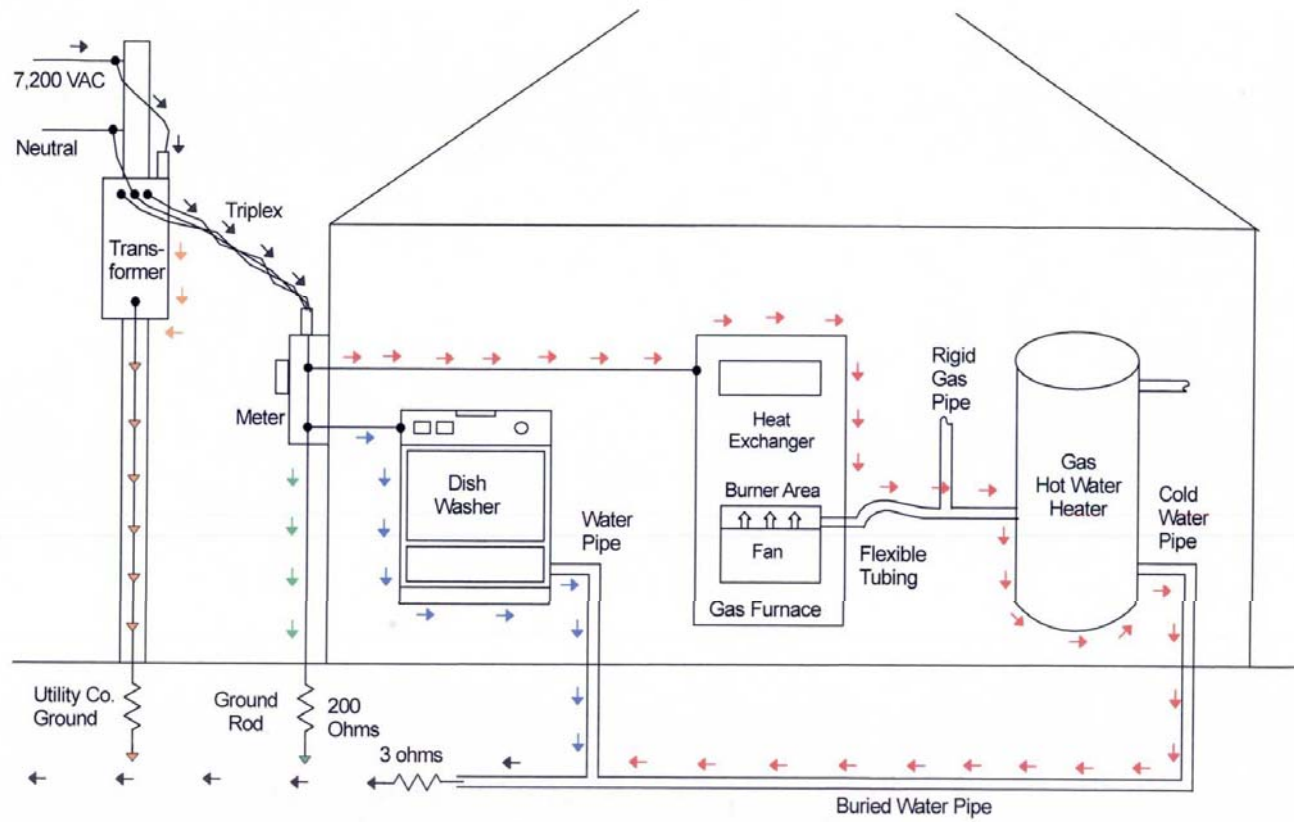 7,200 VAC
Neutral
Triplex
Trans-
former
Meter
Dish
Washer
Water
Pipe
Heat
Exchanger
Burner Area
Fan
Gas Furnace
Flexible
Tubing
Rigid
Gas
Pipe
Gas
Hot Water
Heater
Cold
Water
Pipe
Utility Co.
Ground
Ground
Rod
200
Ohms
3 ohms
Buried Water Pipe